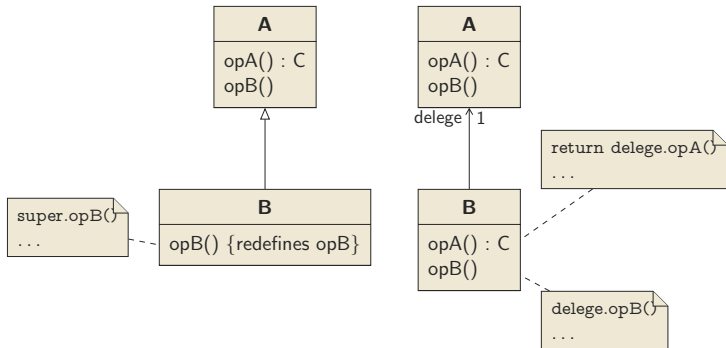 A
opA() : C
opB()
B
opB() {redefines opB}
super.opB()
...
A
opA() : C
opB()
delege 1
B
opA() : C
opB()
return delege.opA()
...
delege.opB()
...